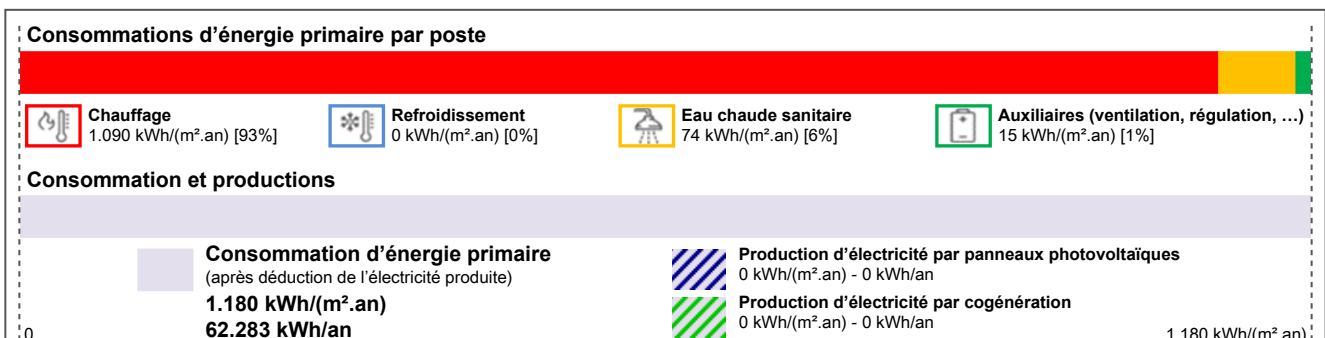 Consommations d'énergie primaire par poste
Chauffage
1.090 kWh/(m².an) [93%]
Refroidissement
0 kWh/(m².an) [0%]
Eau chaude sanitaire
74 kWh/(m².an) [6%]
Auxiliaires (ventilation, régulation, …)
15 kWh/(m².an) [1%]
Consommation et productions
Consommation d'énergie primaire
(après déduction de l'électricité produite)
1.180 kWh/(m².an)
62.283 kWh/an
Production d'électricité par panneaux photovoltaïques
0 kWh/(m².an) - 0 kWh/an
Production d'électricité par cogénération
0 kWh/(m².an) - 0 kWh/an
0
1.180 kWh/(m².an)